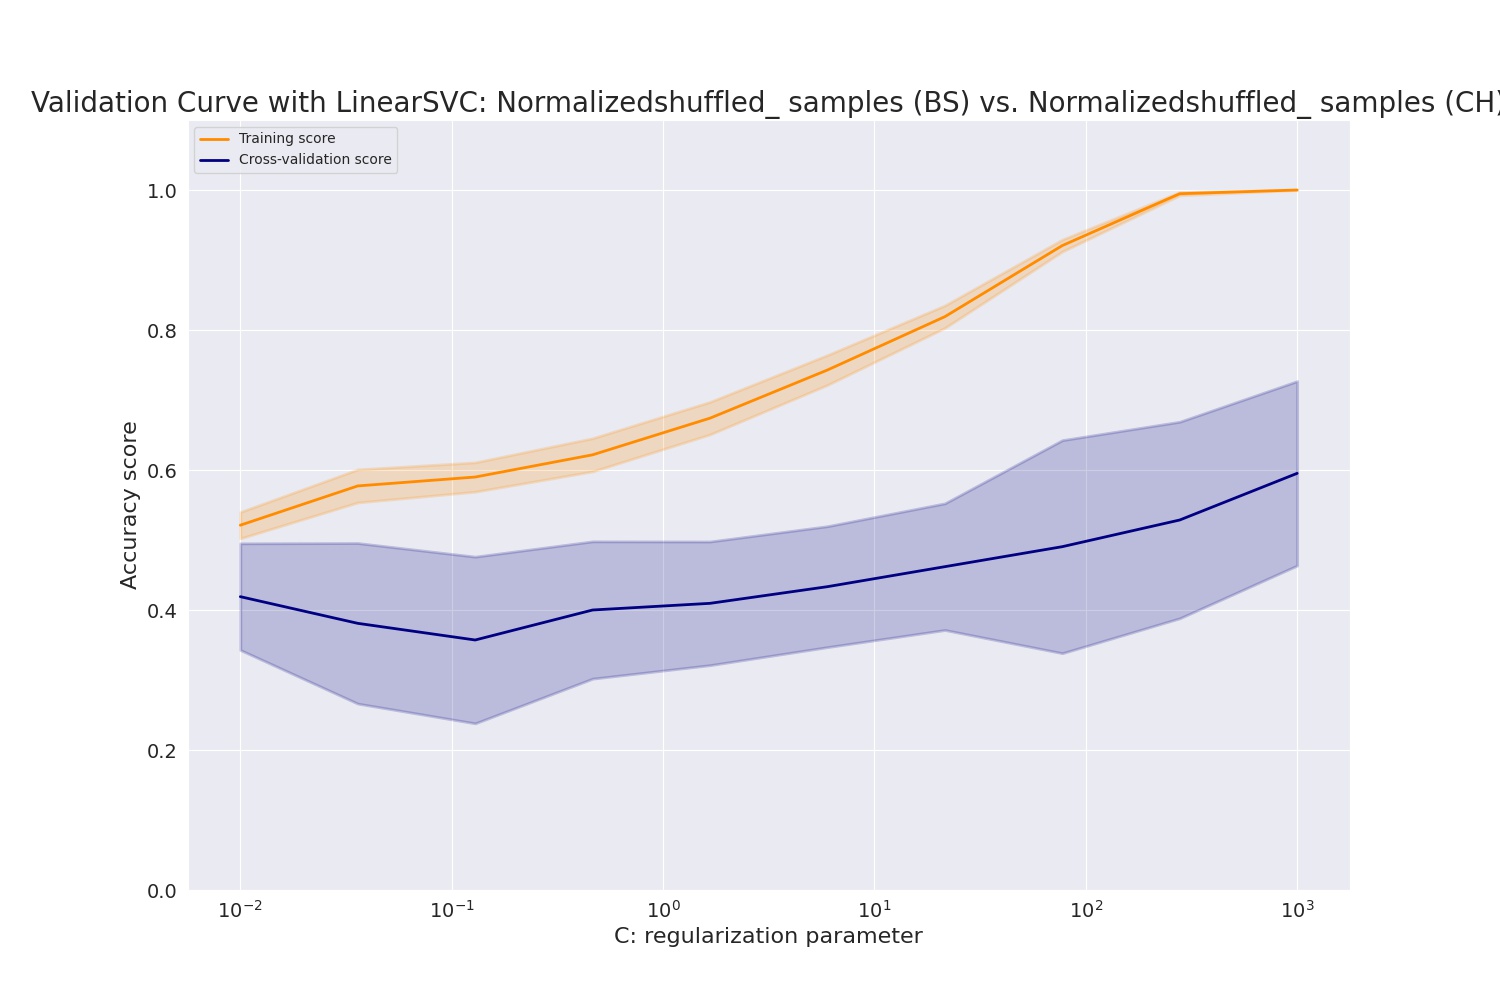 Validation Curve with LinearSVC: Normalizedshuffled_ samples (BS) vs. Normalizedshuffled_ samples (CH)
Training score
Cross-validation score
1.0
0.8
0.6
0.4
0.2
0.0
Accuracy score
10⁻² 10⁻¹ 10⁰ 10¹ 10² 10³
C: regularization parameter